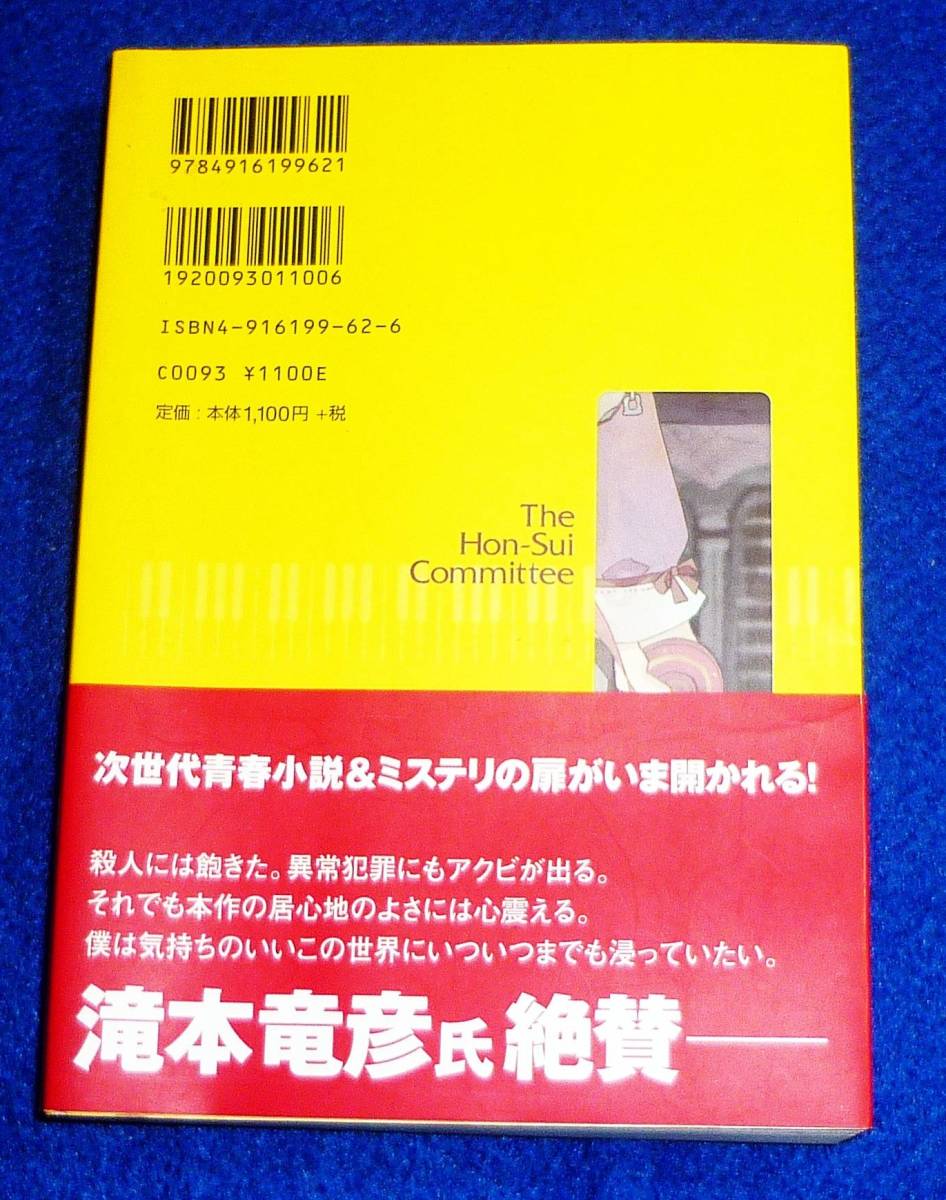 9784916199621
1920093011006
ISBN4-916199-62-6
C0093 ¥1100E
定価：本体1,100円 +税
The
Hon-Sui
Committee
次世代青春小説&ミステリの扉がいま開かれる!
殺人には飽きた。異常犯罪にもアクビが出る。
それでも本作の居心地のよさには心震える。
僕は気持ちのいいこの世界にいついつまでも浸っていたい。
滝本竜彦氏 絶賛――